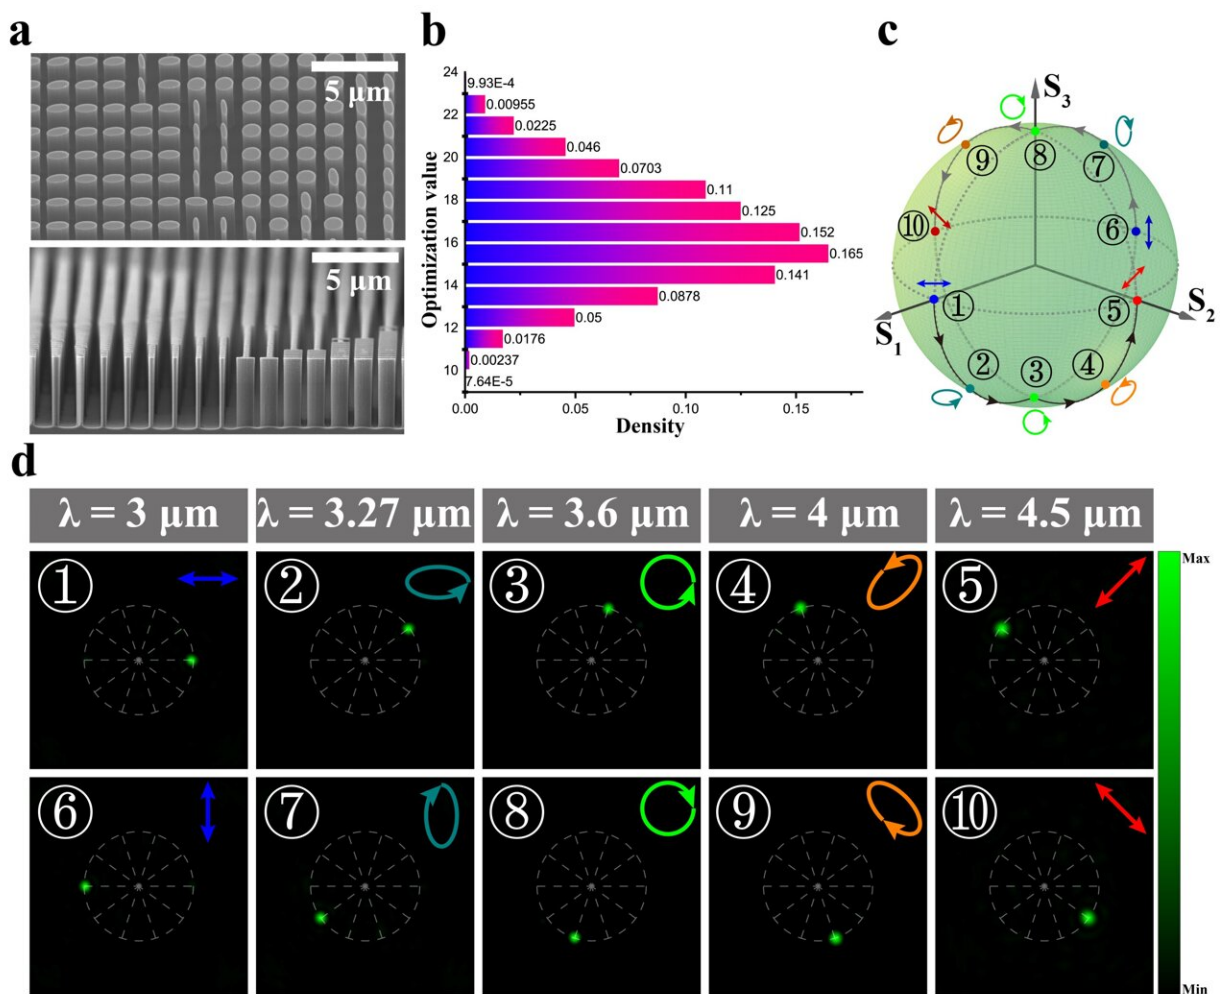 a
5 μm
5 μm
b
Optimization value
24
22
20
18
16
14
12
10
9.93E-4
0.00955
0.0225
0.046
0.0703
0.11
0.125
0.152
0.165
0.141
0.0878
0.05
0.0176
0.00237
7.64E-5
0.00
0.05
0.10
0.15
Density
c
S3
⑨
⑧
⑦
⑩
⑥
①
⑤
S1
S2
②
③
④
d
λ = 3 μm
λ = 3.27 μm
λ = 3.6 μm
λ = 4 μm
λ = 4.5 μm
①
②
③
④
⑤
Max
⑥
⑦
⑧
⑨
⑩
Min